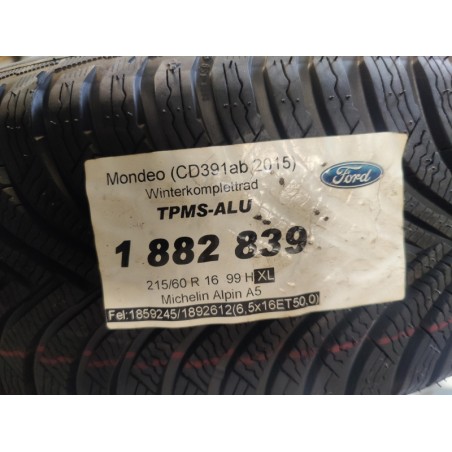 Mondeo (CD391ab 2015)
Ford
Winterkomplettrad
TPMS-ALU
1 882 839
215/60 R 16 99 H XL
Michelin Alpin A5
Fel:1859245/1892612(6,5x16ET50.0)